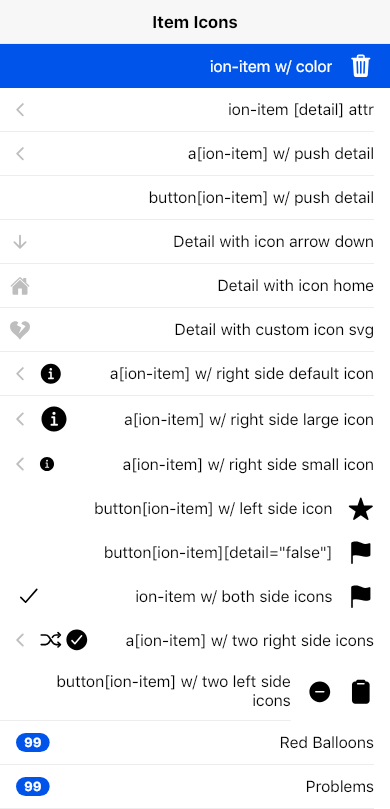 Item Icons
ion-item w/ color
ion-item [detail] attr
a[ion-item] w/ push detail
button[ion-item] w/ push detail
Detail with icon arrow down
Detail with icon home
Detail with custom icon svg
a[ion-item] w/ right side default icon
a[ion-item] w/ right side large icon
a[ion-item] w/ right side small icon
button[ion-item] w/ left side icon
button[ion-item][detail="false"]
ion-item w/ both side icons
a[ion-item] w/ two right side icons
button[ion-item] w/ two left side
icons
Red Balloons
99
Problems
99